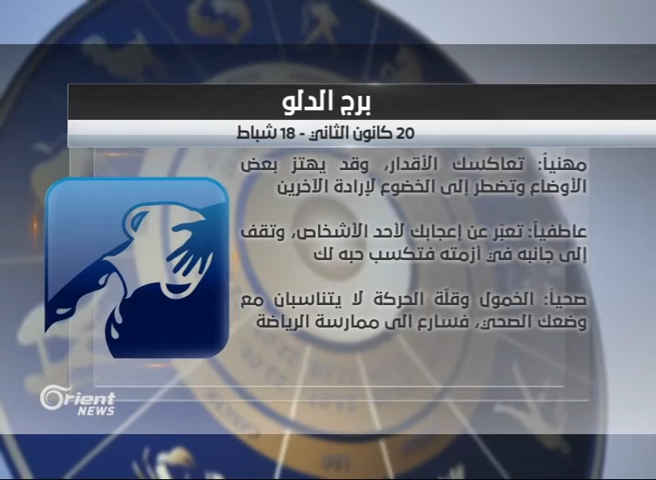 برج الدلو
20 كانون الثاني - 18 شباط
مهنياً: تعاكسك الأقدار، وقد يهتز بعض
الأوضاع وتضطر إلى الخضوع لإرادة الآخرين
عاطفياً: تعبّر عن إعجابك لأحد الأشخاص، وتقف
إلى جانبه في أزمته فتكسب حبه لك
صحياً: الخمول وقلّة الحركة لا يتناسبان مع
وضعك الصحي، فسارع الى ممارسة الرياضة
Orient
NEWS